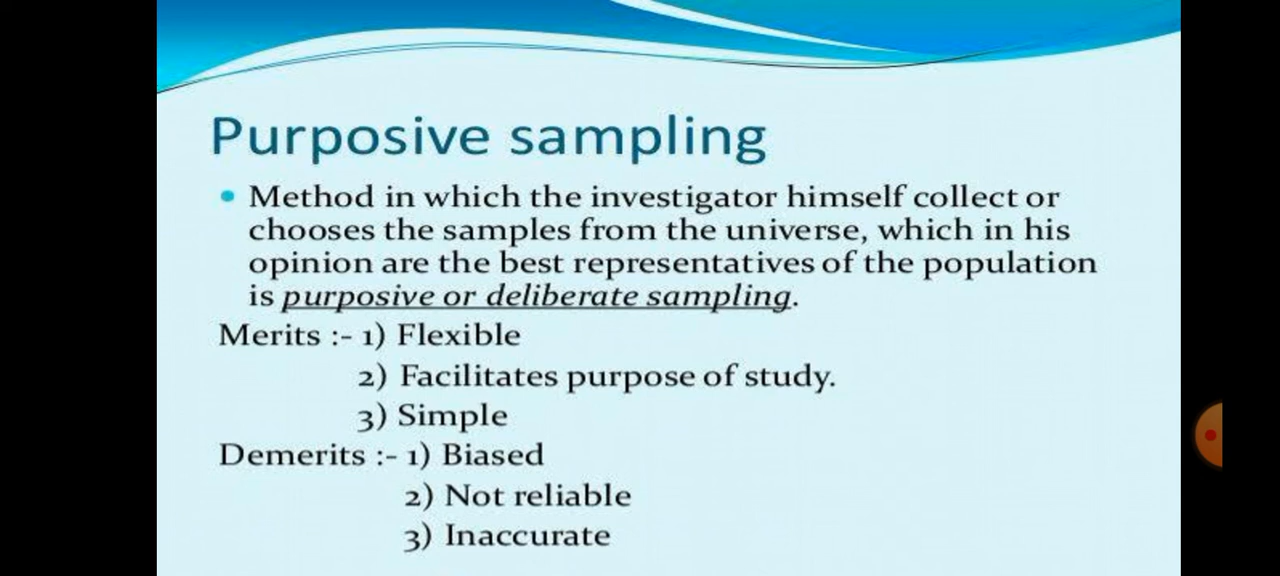 Purposive sampling
• Method in which the investigator himself collect or
chooses the samples from the universe, which in his
opinion are the best representatives of the population
is purposive or deliberate sampling.
Merits :- 1) Flexible
2) Facilitates purpose of study.
3) Simple
Demerits :- 1) Biased
2) Not reliable
3) Inaccurate